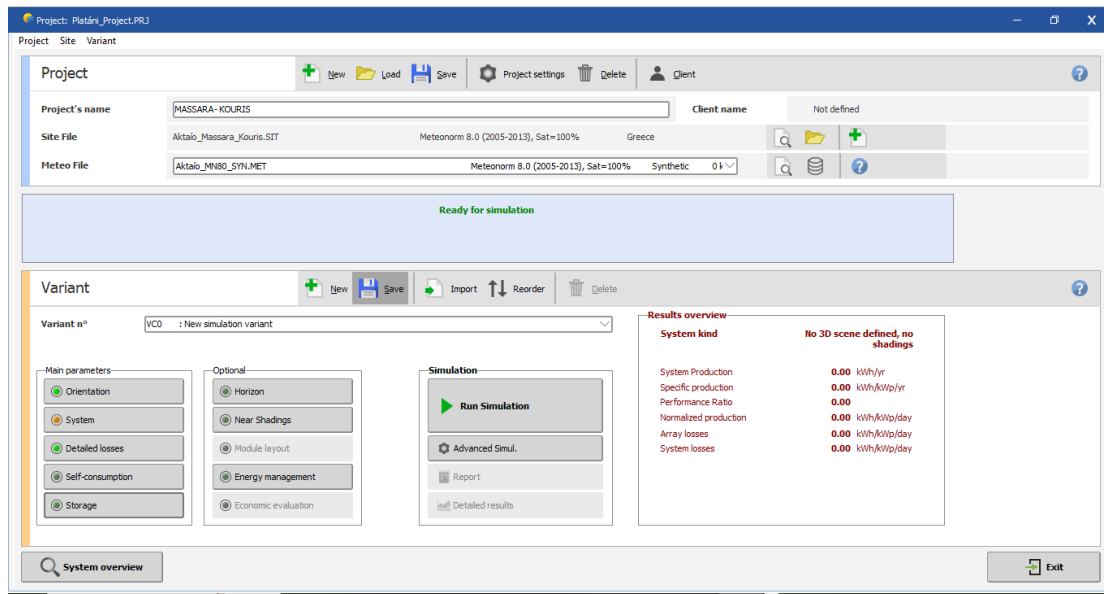 Project: Platáni_Project.PRJ
Project Site Variant
Project New Load Save Project settings Delete Client
Project's name MASSARA-KOURIS Client name Not defined
Site File Aktaío_Massara_Kouris.SIT Meteonorm 8.0 (2005-2013), Sat=100% Greece
Meteo File Aktaío_MN80_SYN.MET Meteonorm 8.0 (2005-2013), Sat=100% Synthetic 0 k
Ready for simulation
Variant New Save Import Reorder Delete
Variant n° VC0 : New simulation variant
Results overview
System kind No 3D scene defined, no shadings
System Production 0.00 kWh/yr
Specific production 0.00 kWh/kWp/yr
Performance Ratio 0.00
Normalized production 0.00 kWh/kWp/day
Array losses 0.00 kWh/kWp/day
System losses 0.00 kWh/kWp/day
Main parameters
Orientation
System
Detailed losses
Self-consumption
Storage
Optional
Horizon
Near Shadings
Module layout
Energy management
Economic evaluation
Simulation
Run Simulation
Advanced Simul.
Report
Detailed results
System overview
Exit